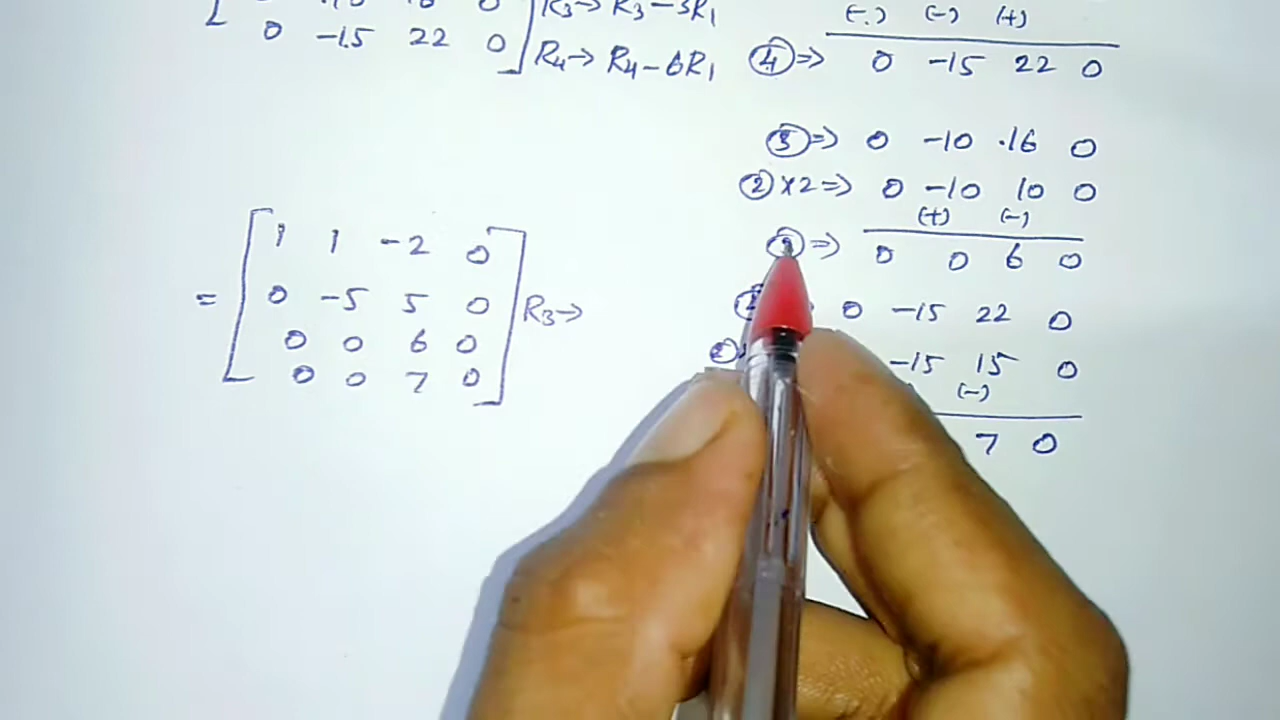 R3→ R3-3R1
0 -15 22 0 R4→ R4-6R1
(-) (-) (+)
④⇒ 0 -15 22 0
③⇒ 0 -10 16 0
②×2⇒ 0 -10 10 0
(+) (-)
⇒ 0 0 6 0
0 -15 22 0
-15 15 0
(-)
7 0
= 1 1 -2 0
0 -5 5 0 R3→
0 0 6 0
0 0 7 0